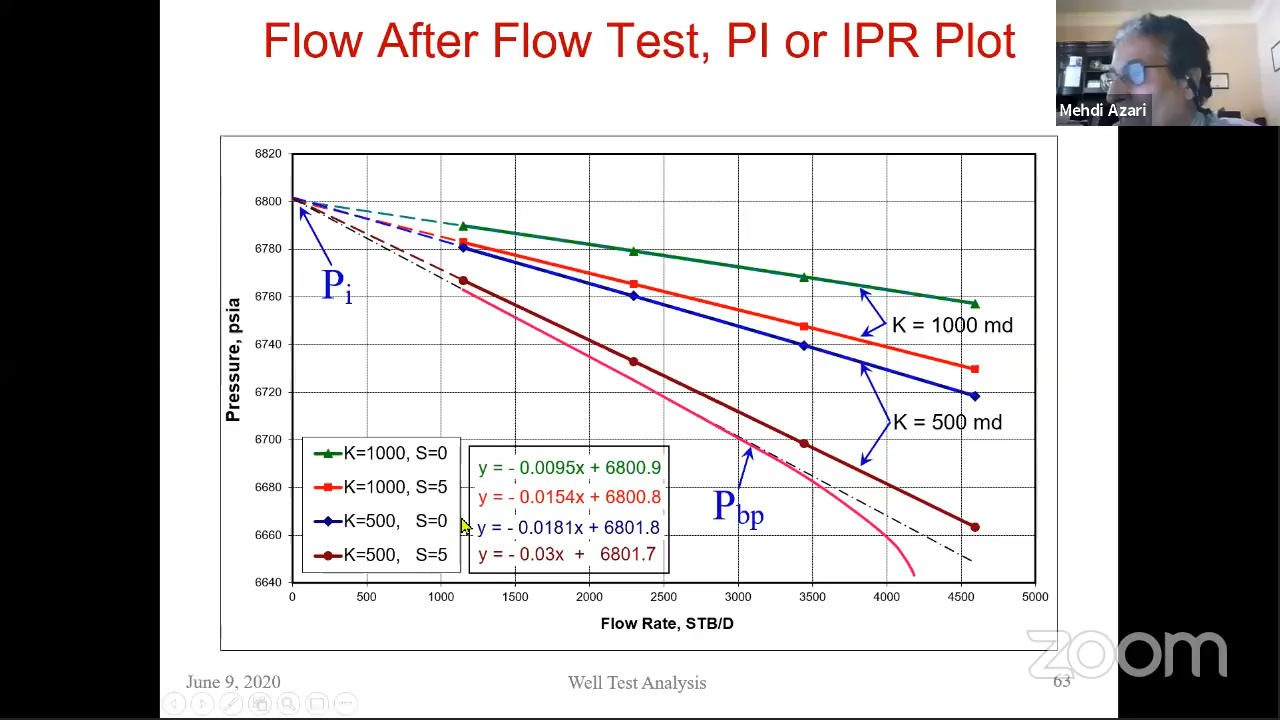 Flow After Flow Test, PI or IPR Plot
Mehdi Azari
6820
6800
6780
6760
6740
6720
6700
6680
6660
6640
Pressure, psia
Pi
K = 1000 md
K = 500 md
Pbp
K=1000, S=0
K=1000, S=5
K=500, S=0
K=500, S=5
y = - 0.0095x + 6800.9
y = - 0.0154x + 6800.8
y = - 0.0181x + 6801.8
y = - 0.03x + 6801.7
0 500 1000 1500 2000 2500 3000 3500 4000 4500 5000
Flow Rate, STB/D
zoom
June 9, 2020
Well Test Analysis
63